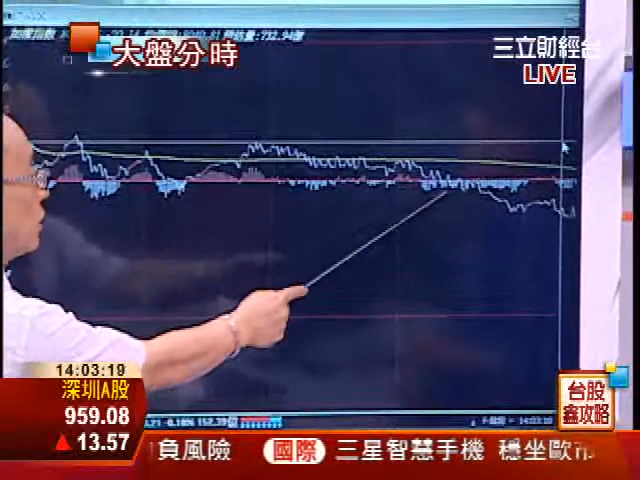 大盤分時
三立財經台
LIVE
14:03:19
深圳A股
959.08
▲13.57
台股
鑫攻略
負風險 國際 三星智慧手機 穩坐歐市